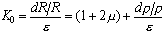 K₀ = (dR/R)/ε = (1 + 2μ) + (dρ/ρ)/ε